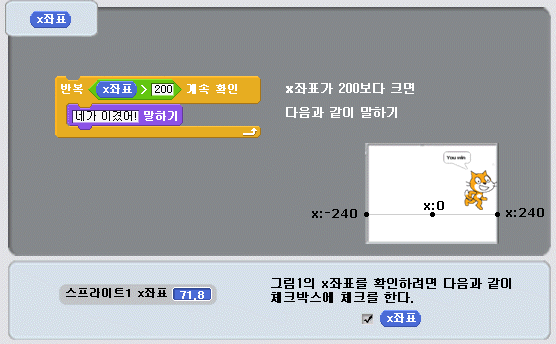 x좌표
반복 x좌표 > 200 계속 확인
네가 이겼어! 말하기
x좌표가 200보다 크면
다음과 같이 말하기
You win
x:-240
x:0
x:240
스프라이트1 x좌표 71.8
그림1의 x좌표를 확인하려면 다음과 같이
체크박스에 체크를 한다.
x좌표